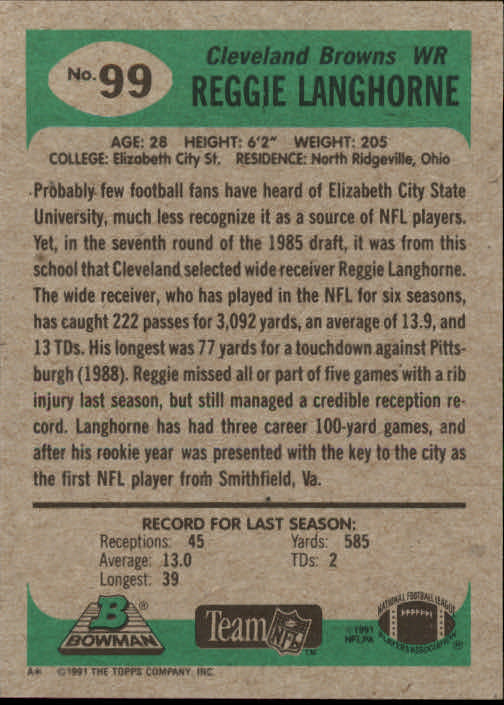 No. 99
Cleveland Browns WR
REGGIE LANGHORNE
AGE: 28 HEIGHT: 6'2" WEIGHT: 205
COLLEGE: Elizabeth City St. RESIDENCE: North Ridgeville, Ohio
Probably few football fans have heard of Elizabeth City State
University, much less recognize it as a source of NFL players.
Yet, in the seventh round of the 1985 draft, it was from this
school that Cleveland selected wide receiver Reggie Langhorne.
The wide receiver, who has played in the NFL for six seasons,
has caught 222 passes for 3,092 yards, an average of 13.9, and
13 TDs. His longest was 77 yards for a touchdown against Pitts-
burgh (1988). Reggie missed all or part of five games with a rib
injury last season, but still managed a credible reception re-
cord. Langhorne has had three career 100-yard games, and
after his rookie year was presented with the key to the city as
the first NFL player from Smithfield, Va.
RECORD FOR LAST SEASON:
Receptions: 45 Yards: 585
Average: 13.0 TDs: 2
Longest: 39
B®
BOWMAN
Team NFL™
©1991
NFLPA
NATIONAL FOOTBALL LEAGUE
PLAYERS ASSOCIATION®
A* ©1991 THE TOPPS COMPANY, INC.